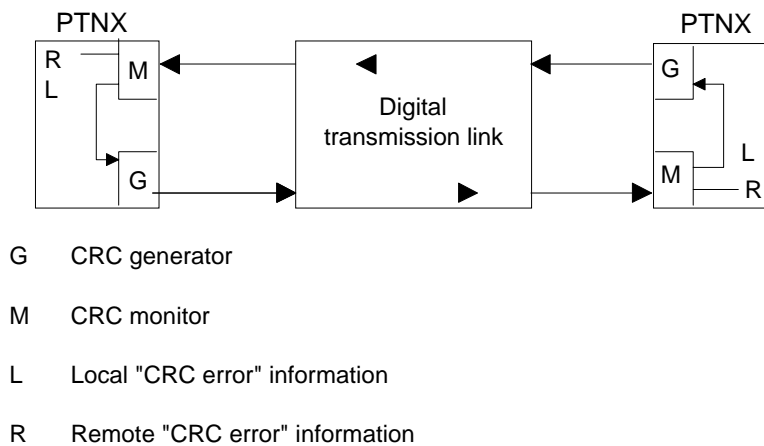 PTNX
PTNX
R
M
G
L
Digital
transmission link
L
G
M
R
G CRC generator
M CRC monitor
L Local "CRC error" information
R Remote "CRC error" information